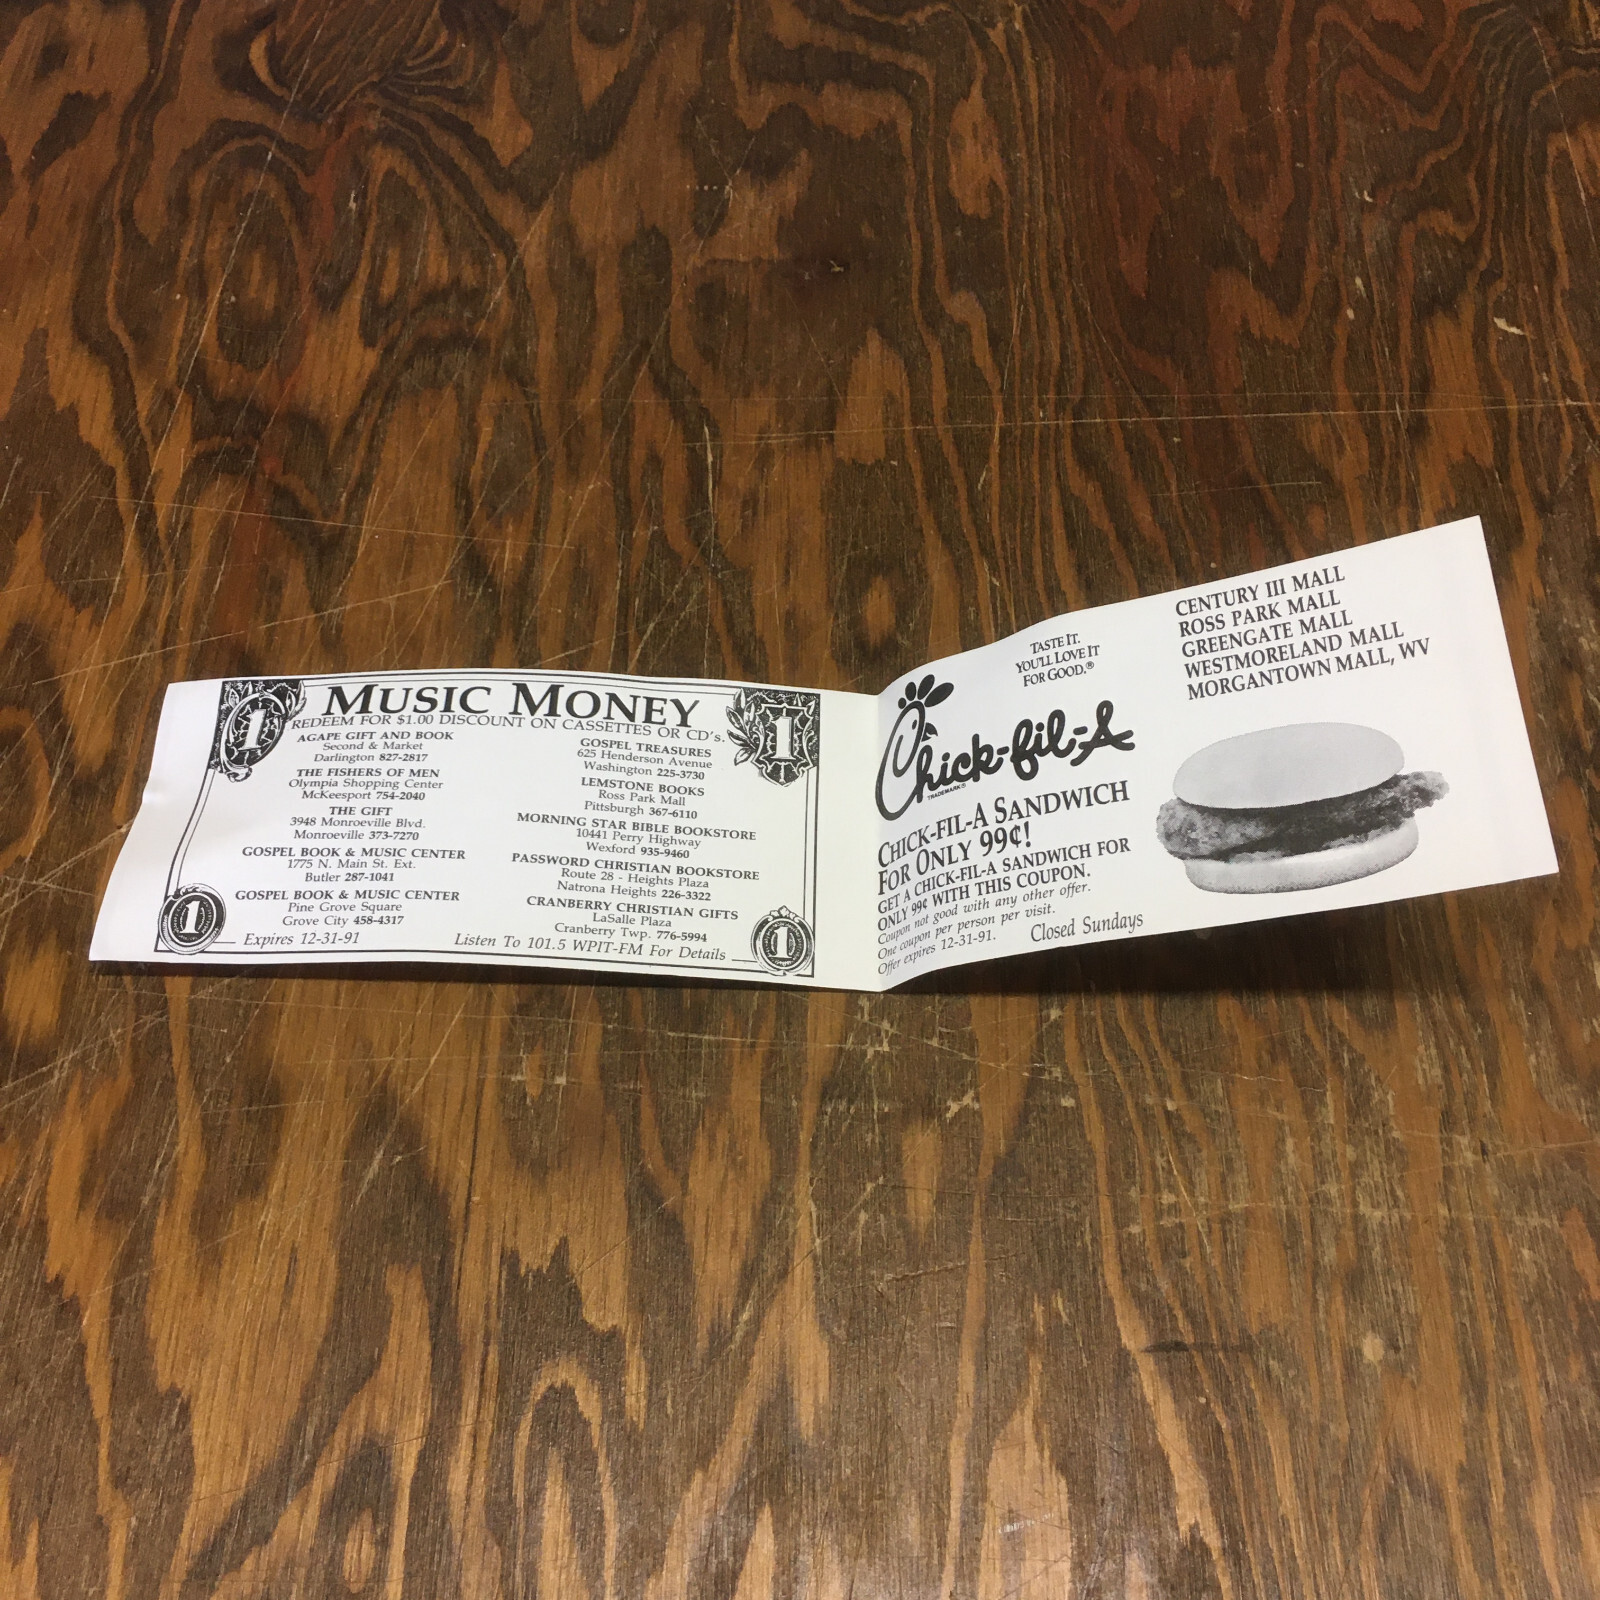 MUSIC MONEY
REDEEM FOR $1.00 DISCOUNT ON CASSETTES OR CD's.
1
1
AGAPE GIFT AND BOOK
Second & Market
Darlington 827-2817
THE FISHERS OF MEN
Olympia Shopping Center
McKeesport 754-2040
THE GIFT
3948 Monroeville Blvd.
Monroeville 373-7270
GOSPEL BOOK & MUSIC CENTER
1775 N. Main St. Ext.
Butler 287-1041
GOSPEL BOOK & MUSIC CENTER
Pine Grove Square
Grove City 458-4317
GOSPEL TREASURES
625 Henderson Avenue
Washington 225-3730
LEMSTONE BOOKS
Ross Park Mall
Pittsburgh 367-6110
MORNING STAR BIBLE BOOKSTORE
10441 Perry Highway
Wexford 935-9460
PASSWORD CHRISTIAN BOOKSTORE
Route 28 - Heights Plaza
Natrona Heights 226-3322
CRANBERRY CHRISTIAN GIFTS
LaSalle Plaza
Cranberry Twp. 776-5994
1
1
Expires 12-31-91
Listen To 101.5 WPIT-FM For Details
TASTE IT.
YOU'LL LOVE IT
FOR GOOD.®
Chick-fil-A
TRADEMARK®
CHICK-FIL-A SANDWICH
FOR ONLY 99¢!
GET A CHICK-FIL-A SANDWICH FOR
ONLY 99¢ WITH THIS COUPON.
Coupon not good with any other offer.
One coupon per person per visit.
Offer expires 12-31-91.
Closed Sundays
CENTURY III MALL
ROSS PARK MALL
GREENGATE MALL
WESTMORELAND MALL
MORGANTOWN MALL, WV